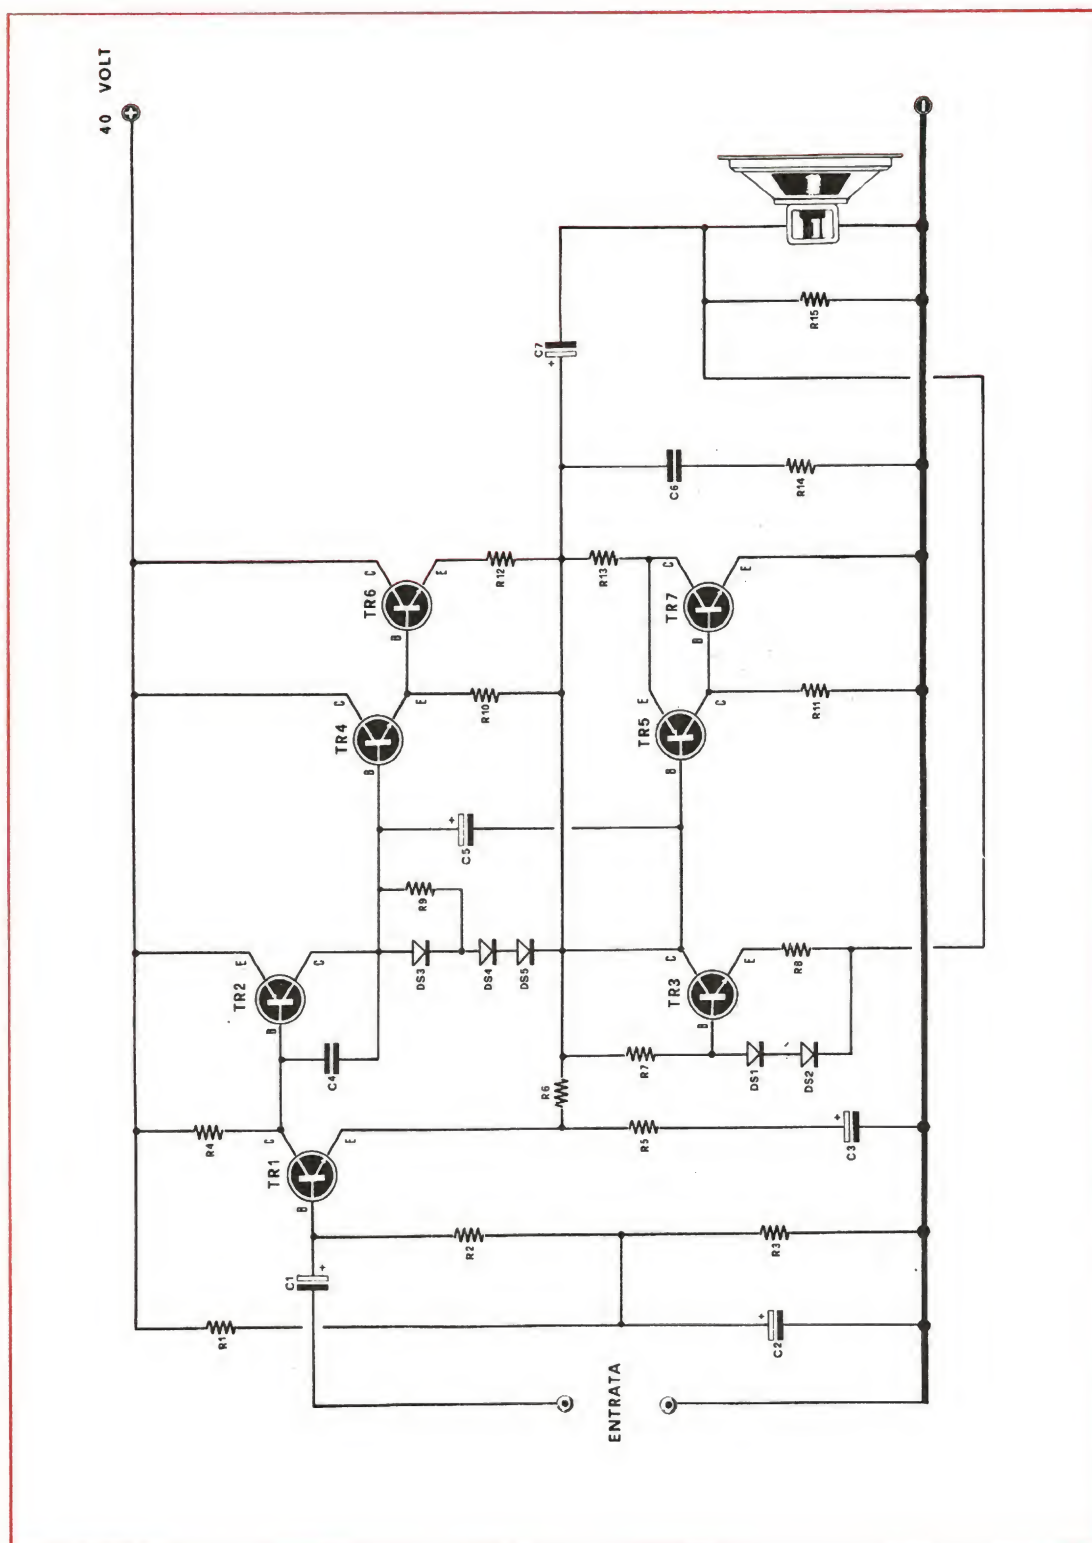 40 VOLT
+
-
ENTRATA
C1
+
R1
R2
C2
+
R3
TR1
B
C
E
R4
C4
R6
R5
C3
+
TR2
B
E
C
R9
DS3
DS4
DS5
R7
DS1
DS2
TR3
B
C
E
R8
C5
+
TR4
B
C
E
R10
TR5
B
E
C
R11
TR6
B
C
E
R12
R13
TR7
B
C
E
C6
R14
C7
+
R15